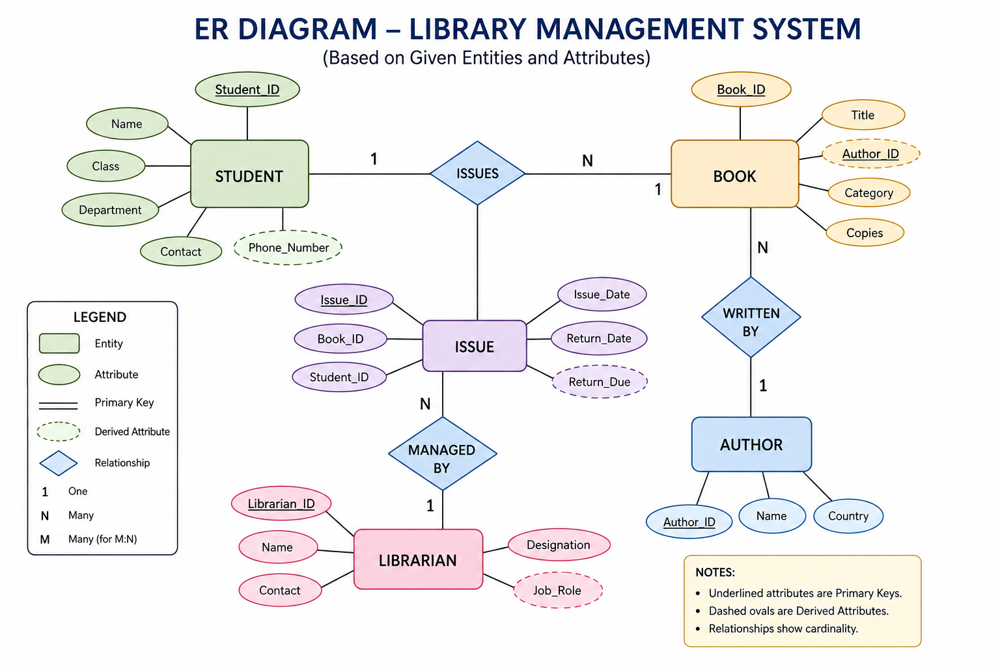 ER DIAGRAM – LIBRARY MANAGEMENT SYSTEM
(Based on Given Entities and Attributes)
Student_ID
Name
Class
Department
Contact
Phone_Number
STUDENT
1
ISSUES
N
1
Book_ID
Title
Author_ID
Category
Copies
BOOK
N
WRITTEN
BY
1
AUTHOR
Author_ID
Name
Country
Issue_ID
Book_ID
Student_ID
ISSUE
Issue_Date
Return_Date
Return_Due
N
MANAGED
BY
1
Librarian_ID
Name
Contact
LIBRARIAN
Designation
Job_Role
LEGEND
Entity
Attribute
Primary Key
Derived Attribute
Relationship
1 One
N Many
M Many (for M:N)
NOTES:
• Underlined attributes are Primary Keys.
• Dashed ovals are Derived Attributes.
• Relationships show cardinality.